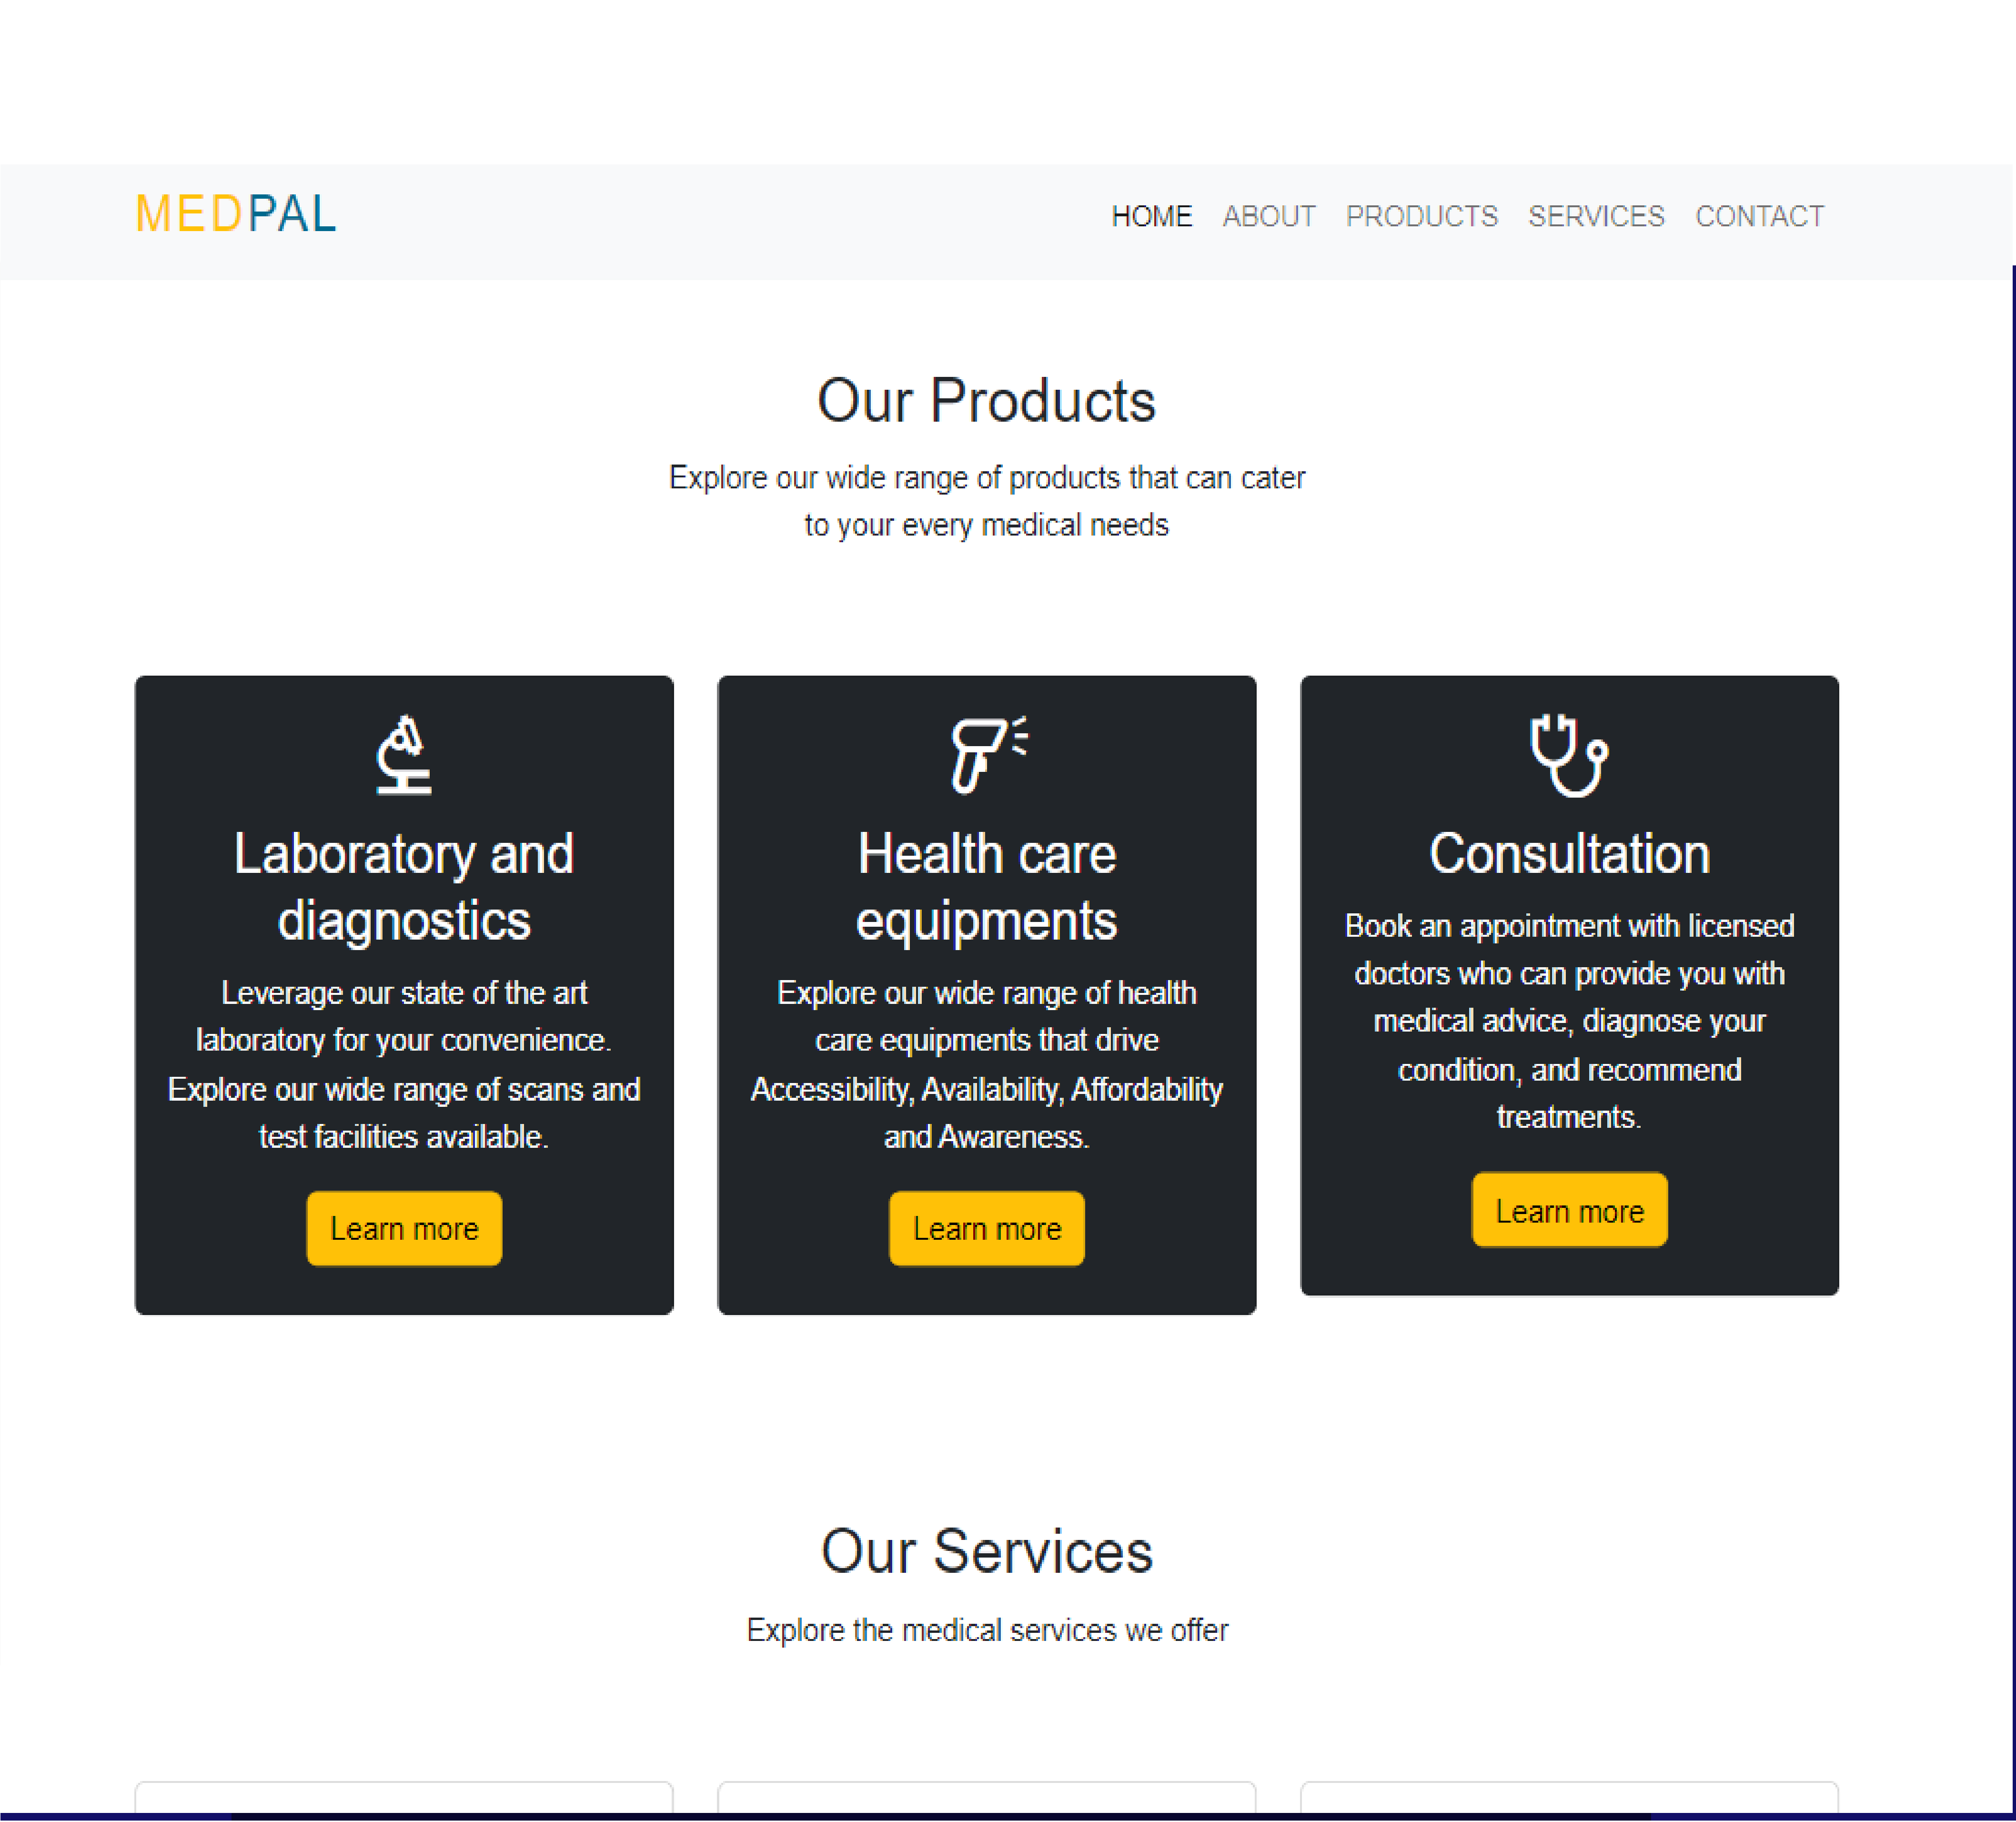 MEDPAL
HOME ABOUT PRODUCTS SERVICES CONTACT
Our Products
Explore our wide range of products that can cater
to your every medical needs
Laboratory and
diagnostics
Leverage our state of the art
laboratory for your convenience.
Explore our wide range of scans and
test facilities available.
Learn more
Health care
equipments
Explore our wide range of health
care equipments that drive
Accessibility, Availability, Affordability
and Awareness.
Learn more
Consultation
Book an appointment with licensed
doctors who can provide you with
medical advice, diagnose your
condition, and recommend
treatments.
Learn more
Our Services
Explore the medical services we offer